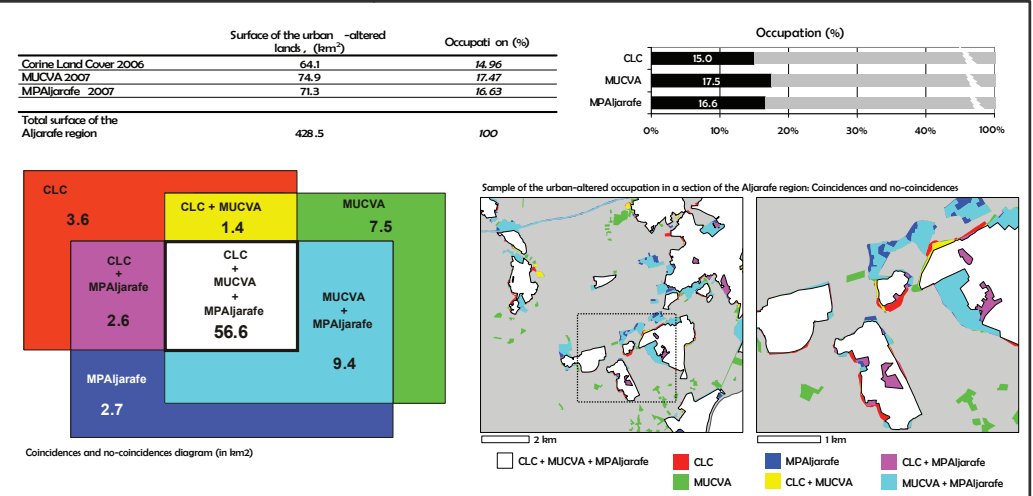 Surface of the urban -altered lands, (km²)
Occupati on (%)
Corine Land Cover 2006 64.1 14.96
MUCVA 2007 74.9 17.47
MPAljarafe 2007 71.3 16.63
Total surface of the
Aljarafe region 428.5 100
Occupation (%)
CLC 15.0
MUCVA 17.5
MPAljarafe 16.6
0% 10% 20% 30% 40% 100%
CLC
3.6
CLC + MUCVA
1.4
MUCVA
7.5
CLC
+
MPAljarafe
2.6
CLC
+
MUCVA
+
MPAljarafe
56.6
MUCVA
+
MPAljarafe
9.4
MPAljarafe
2.7
Coincidences and no-coincidences diagram (in km2)
Sample of the urban-altered occupation in a section of the Aljarafe region: Coincidences and no-coincidences
2 km
1 km
CLC + MUCVA + MPAljarafe
CLC
MUCVA
MPAljarafe
CLC + MUCVA
CLC + MPAljarafe
MUCVA + MPAljarafe